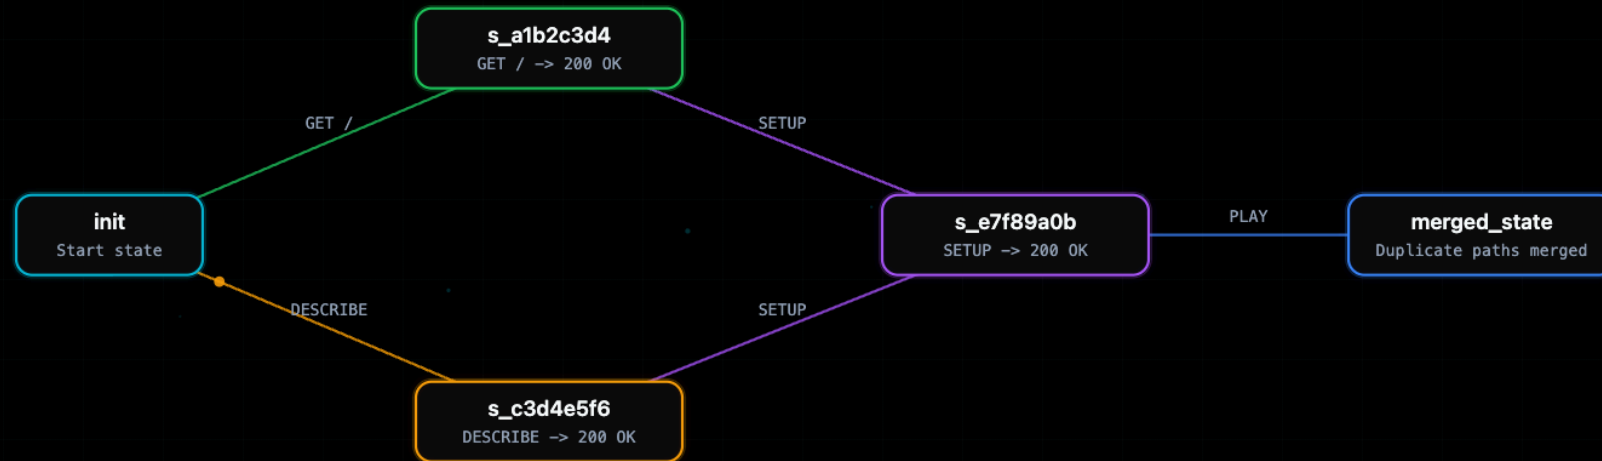 s_a1b2c3d4
GET / -> 200 OK
GET /
SETUP
init
Start state
s_e7f89a0b
SETUP -> 200 OK
PLAY
merged_state
Duplicate paths merged
DESCRIBE
SETUP
s_c3d4e5f6
DESCRIBE -> 200 OK